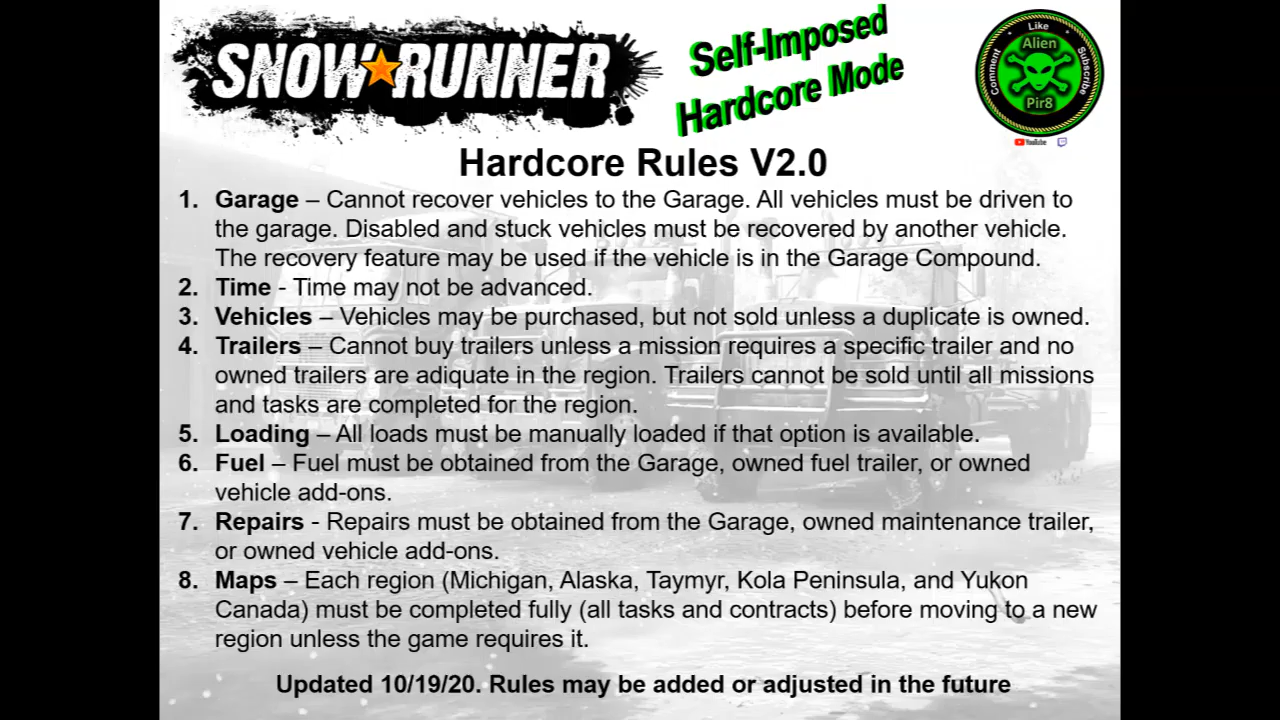 SNOW RUNNER
Self-Imposed
Hardcore Mode
Like
Comment
Subscribe
Alien
Pir8
YouTube
Hardcore Rules V2.0
1. Garage – Cannot recover vehicles to the Garage. All vehicles must be driven to
the garage. Disabled and stuck vehicles must be recovered by another vehicle.
The recovery feature may be used if the vehicle is in the Garage Compound.
2. Time - Time may not be advanced.
3. Vehicles – Vehicles may be purchased, but not sold unless a duplicate is owned.
4. Trailers – Cannot buy trailers unless a mission requires a specific trailer and no
owned trailers are adiquate in the region. Trailers cannot be sold until all missions
and tasks are completed for the region.
5. Loading – All loads must be manually loaded if that option is available.
6. Fuel – Fuel must be obtained from the Garage, owned fuel trailer, or owned
vehicle add-ons.
7. Repairs - Repairs must be obtained from the Garage, owned maintenance trailer,
or owned vehicle add-ons.
8. Maps – Each region (Michigan, Alaska, Taymyr, Kola Peninsula, and Yukon
Canada) must be completed fully (all tasks and contracts) before moving to a new
region unless the game requires it.
Updated 10/19/20. Rules may be added or adjusted in the future